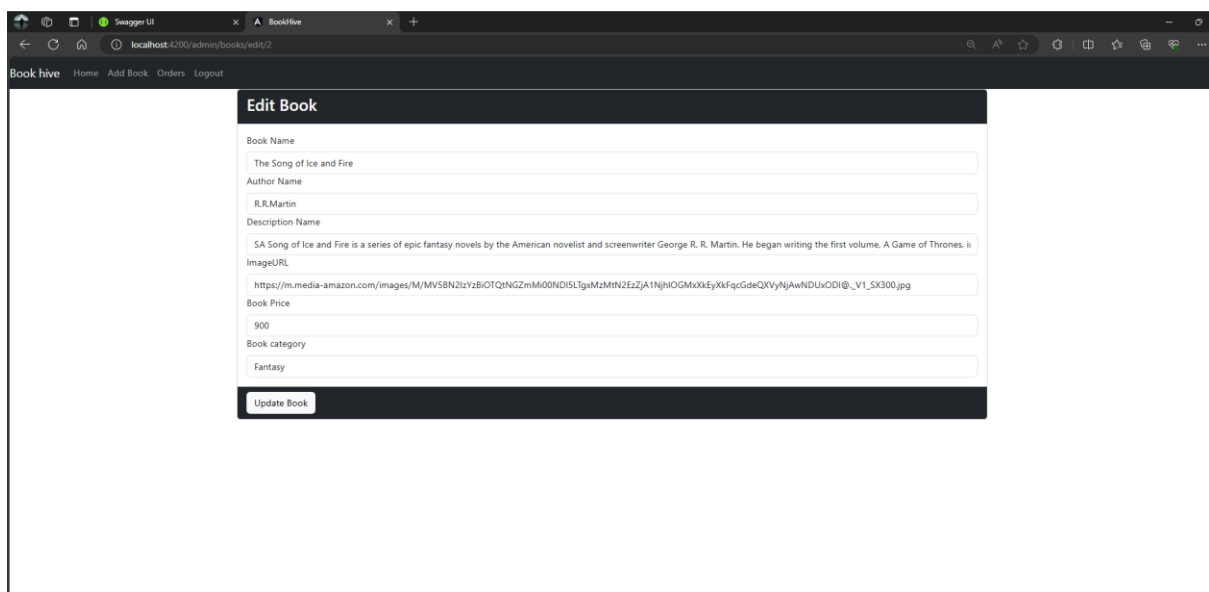 Swagger UI
BookHive
localhost:4200/admin/books/edit/2
Book hive Home Add Book Orders Logout
Edit Book
Book Name
The Song of Ice and Fire
Author Name
R.R.Martin
Description Name
SA Song of Ice and Fire is a series of epic fantasy novels by the American novelist and screenwriter George R. R. Martin. He began writing the first volume, A Game of Thrones,
ImageURL
https://m.media-amazon.com/images/M/MV5BN2IzYzBiOTQtNGZmMi00NDI5LTgxMzMtN2EzZjA1NjhlOGMxXkEyXkFqcGdeQXVyNjAwNDUxODI@._V1_SX300.jpg
Book Price
900
Book category
Fantasy
Update Book